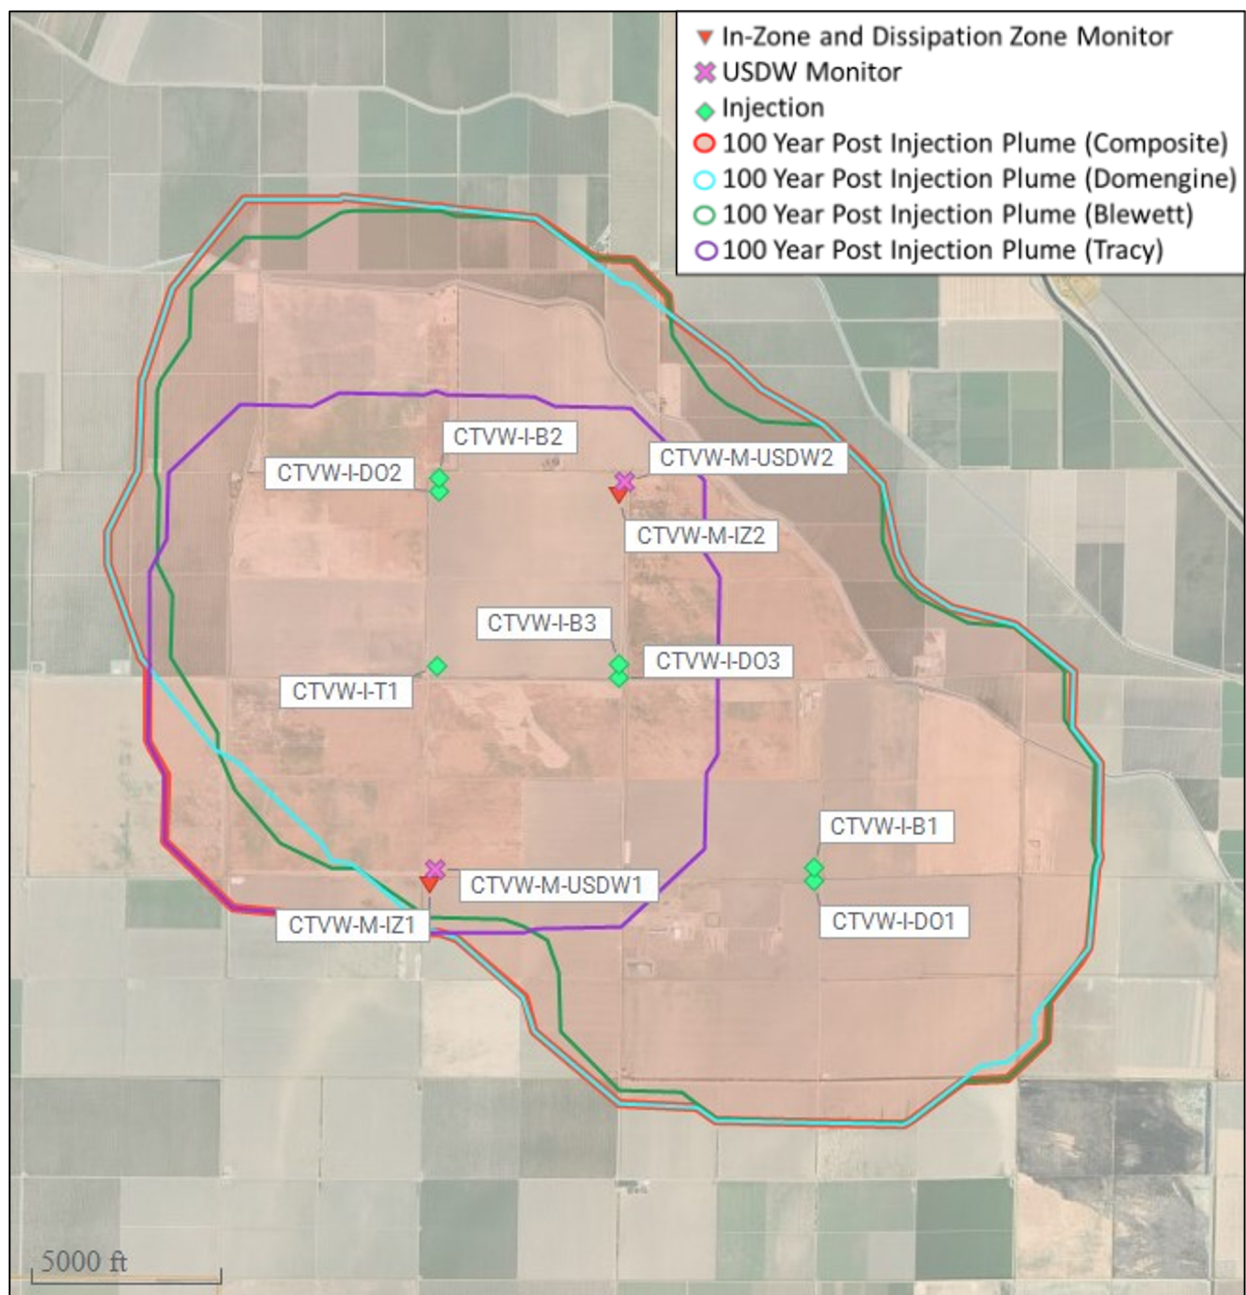 In-Zone and Dissipation Zone Monitor
USDW Monitor
Injection
100 Year Post Injection Plume (Composite)
100 Year Post Injection Plume (Domengine)
100 Year Post Injection Plume (Blewett)
100 Year Post Injection Plume (Tracy)
CTVW-I-B2
CTVW-I-DO2
CTVW-M-USDW2
CTVW-M-IZ2
CTVW-I-B3
CTVW-I-DO3
CTVW-I-T1
CTVW-I-B1
CTVW-M-USDW1
CTVW-M-IZ1
CTVW-I-DO1
5000 ft